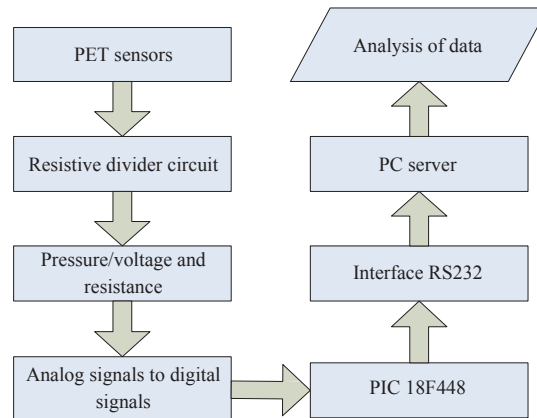 PET sensors
Resistive divider circuit
Pressure/voltage and
resistance
Analog signals to digital
signals
PIC 18F448
Interface RS232
PC server
Analysis of data